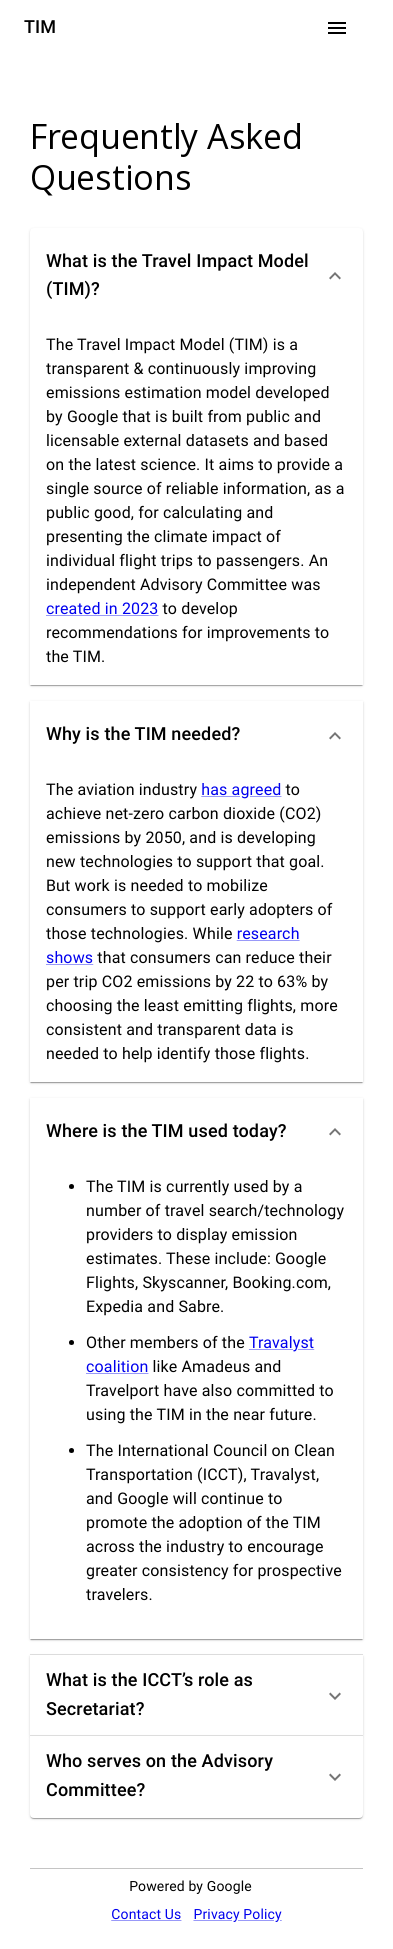 TIM
Frequently Asked
Questions
What is the Travel Impact Model
(TIM)?
The Travel Impact Model (TIM) is a
transparent & continuously improving
emissions estimation model developed
by Google that is built from public and
licensable external datasets and based
on the latest science. It aims to provide a
single source of reliable information, as a
public good, for calculating and
presenting the climate impact of
individual flight trips to passengers. An
independent Advisory Committee was
created in 2023 to develop
recommendations for improvements to
the TIM.
Why is the TIM needed?
The aviation industry has agreed to
achieve net-zero carbon dioxide (CO2)
emissions by 2050, and is developing
new technologies to support that goal.
But work is needed to mobilize
consumers to support early adopters of
those technologies. While research
shows that consumers can reduce their
per trip CO2 emissions by 22 to 63% by
choosing the least emitting flights, more
consistent and transparent data is
needed to help identify those flights.
Where is the TIM used today?
• The TIM is currently used by a
number of travel search/technology
providers to display emission
estimates. These include: Google
Flights, Skyscanner, Booking.com,
Expedia and Sabre.
• Other members of the Travalyst
coalition like Amadeus and
Travelport have also committed to
using the TIM in the near future.
• The International Council on Clean
Transportation (ICCT), Travalyst,
and Google will continue to
promote the adoption of the TIM
across the industry to encourage
greater consistency for prospective
travelers.
What is the ICCT’s role as
Secretariat?
Who serves on the Advisory
Committee?
Powered by Google
Contact Us Privacy Policy